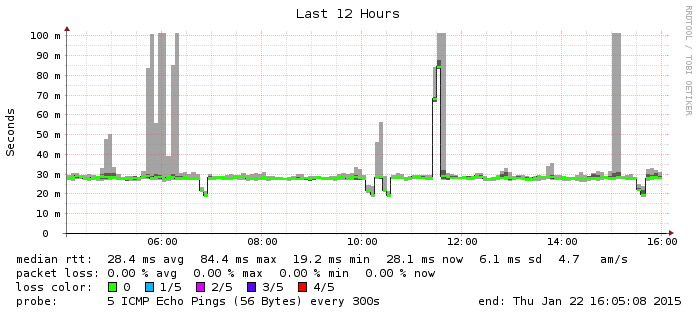 Last 12 Hours
RRDTOOL / TOBI OETIKER
Seconds
100 m
90 m
80 m
70 m
60 m
50 m
40 m
30 m
20 m
10 m
0
06:00 08:00 10:00 12:00 14:00 16:00
median rtt: 28.4 ms avg 84.4 ms max 19.2 ms min 28.1 ms now 6.1 ms sd 4.7 am/s
packet loss: 0.00 % avg 0.00 % max 0.00 % min 0.00 % now
loss color: 0 1/5 2/5 3/5 4/5
probe: 5 ICMP Echo Pings (56 Bytes) every 300s end: Thu Jan 22 16:05:08 2015